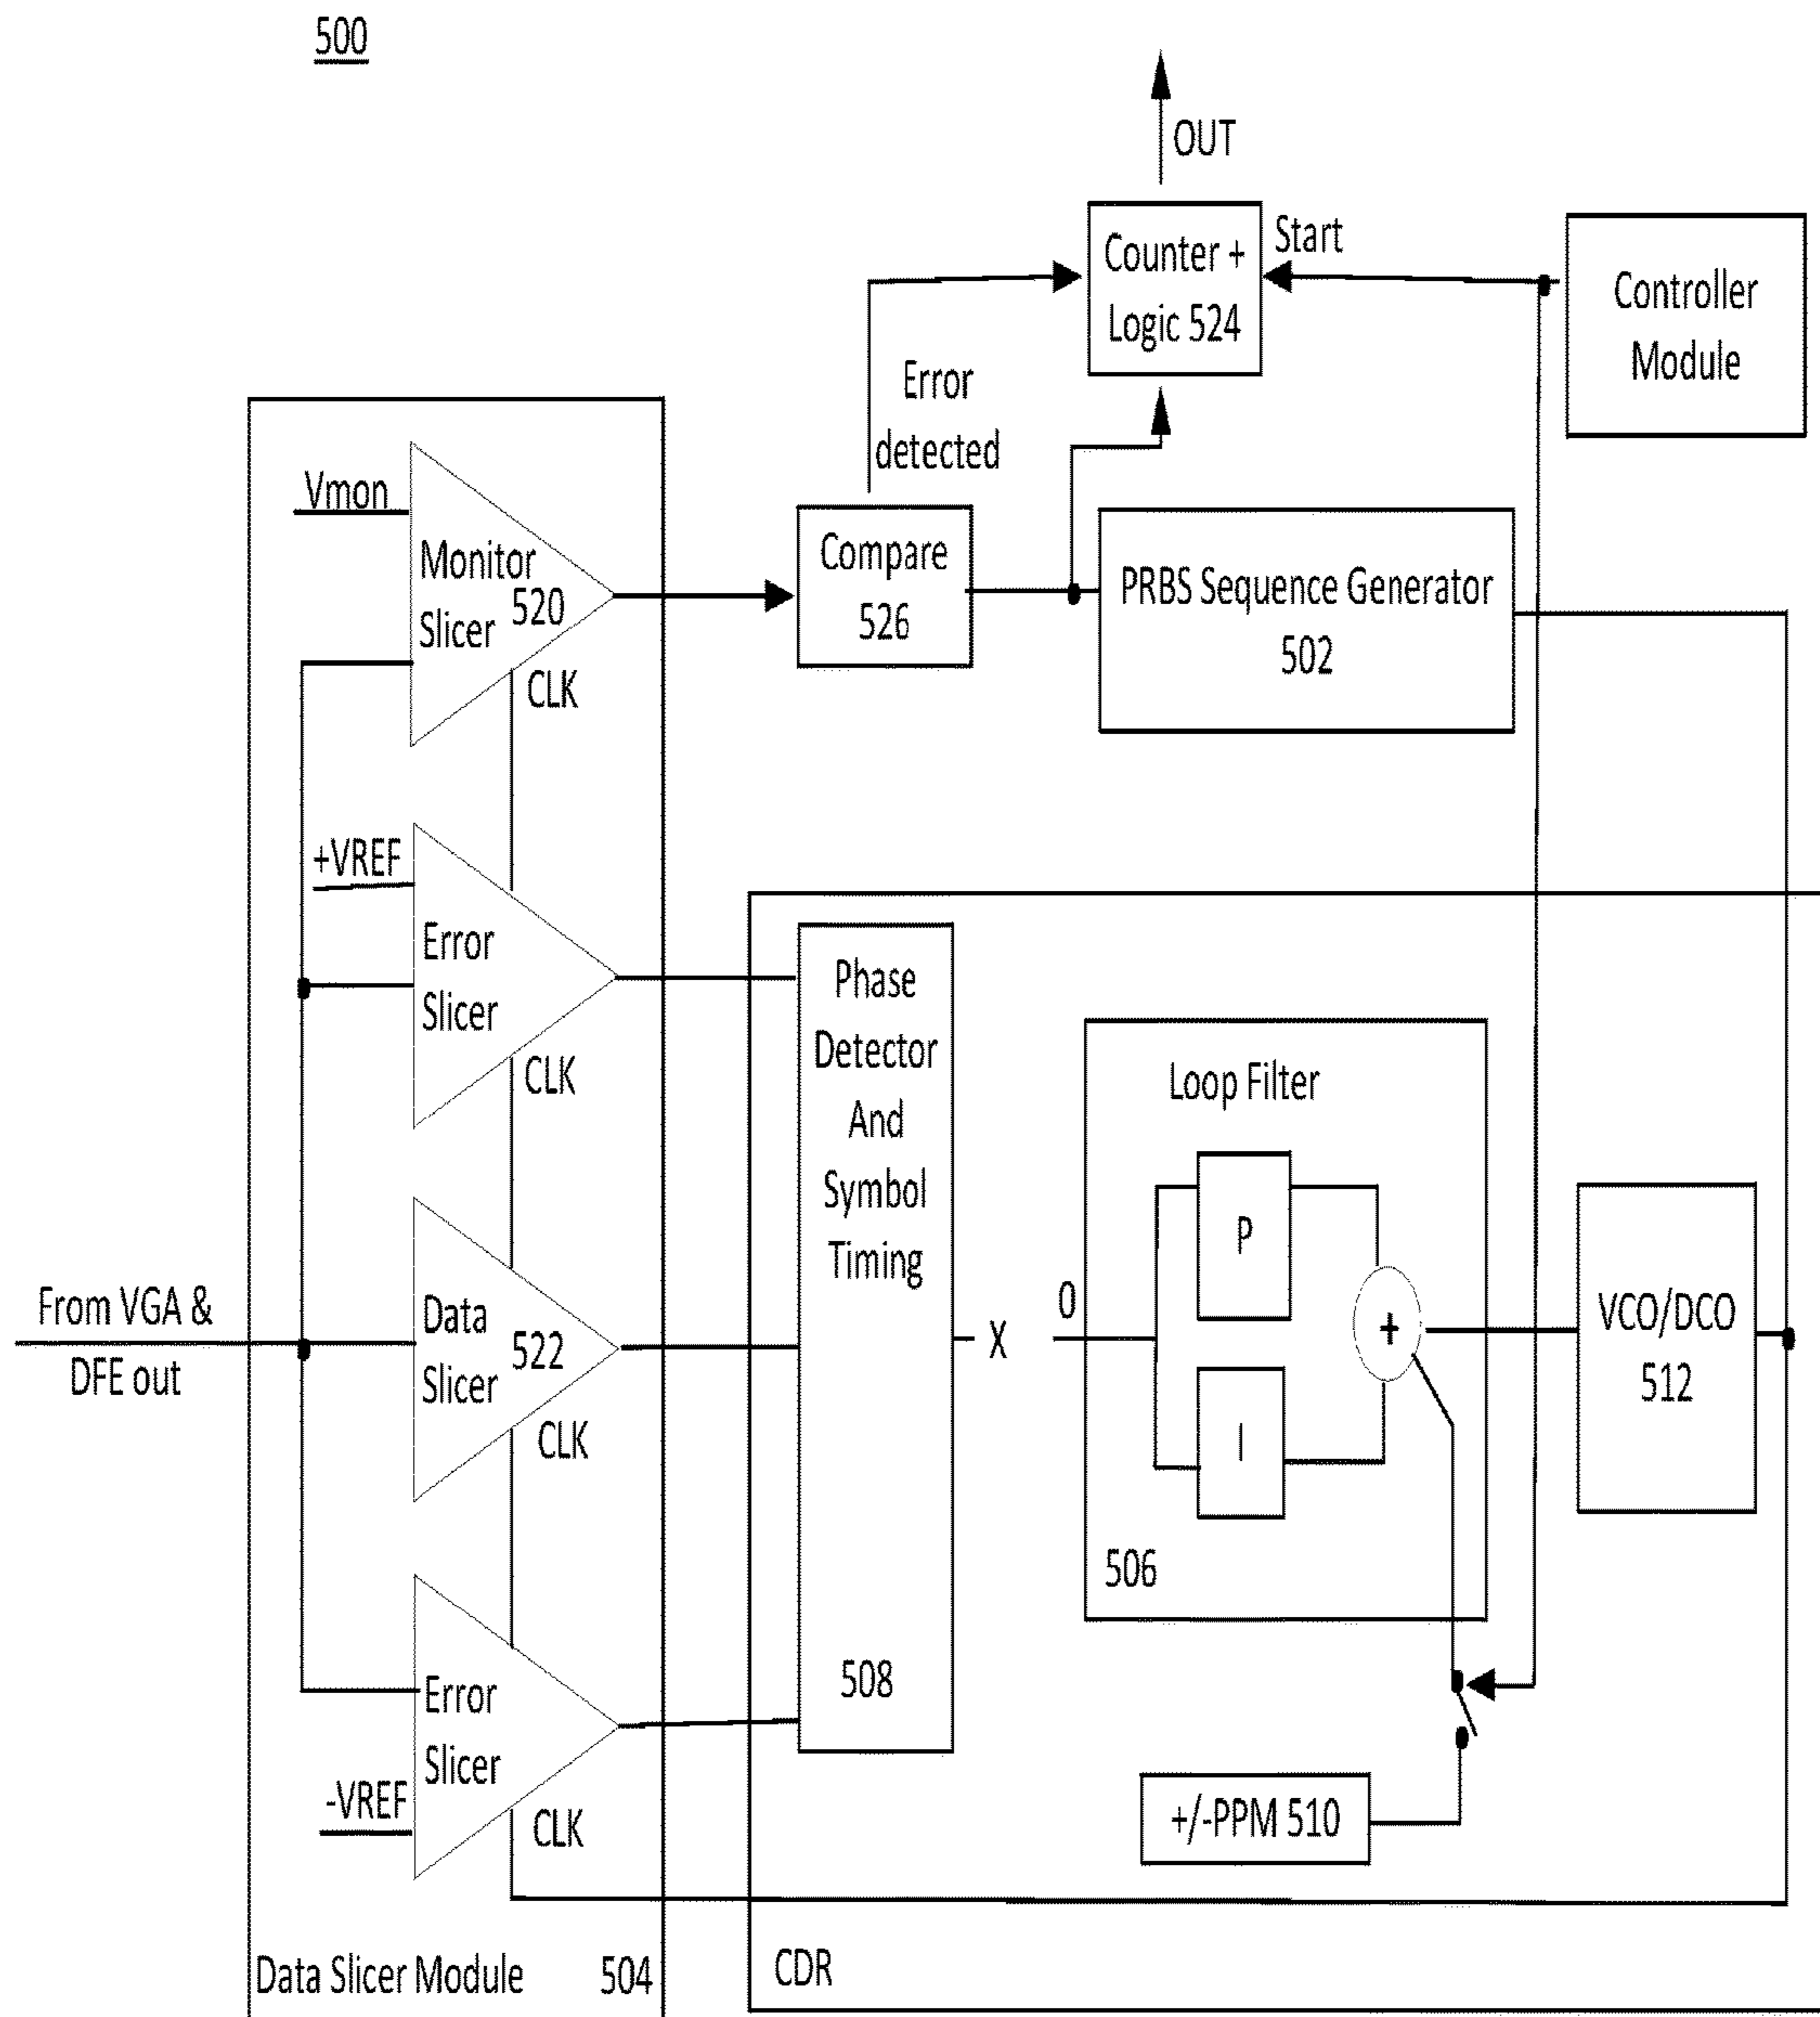 500
OUT
Counter +
Logic 524
Start
Controller
Module
Error
detected
Vmon
Monitor
Slicer 520
CLK
Compare
526
PRBS Sequence Generator
502
+VREF
Error
Slicer
CLK
Phase
Detector
And
Symbol
Timing
508
Loop Filter
P
I
+
506
X
0
VCO/DCO
512
From VGA &
DFE out
Data
Slicer 522
CLK
Error
Slicer
-VREF
CLK
+/-PPM 510
Data Slicer Module 504
CDR